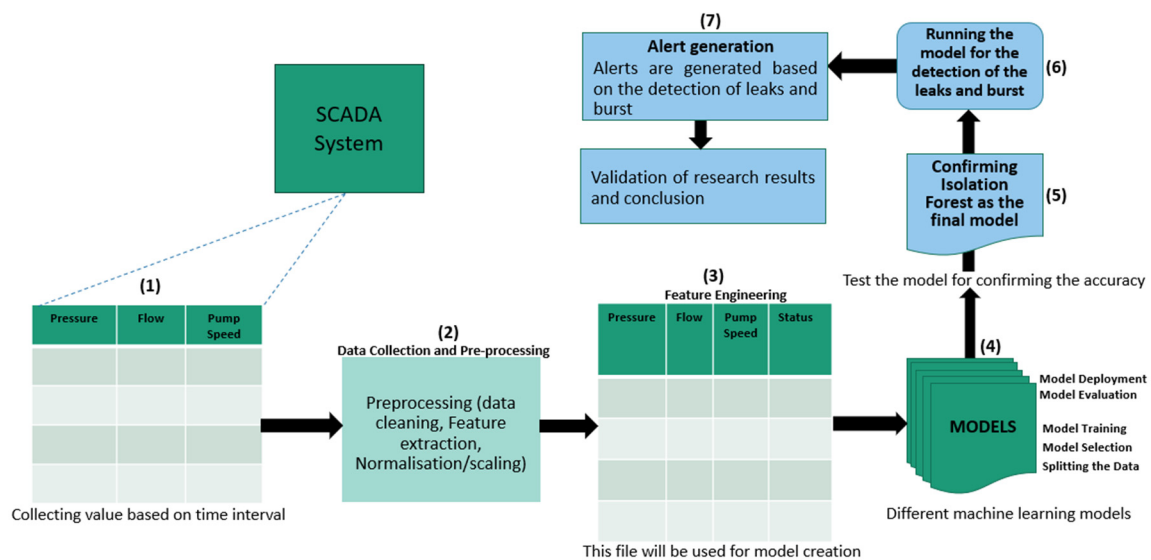 SCADA
System
(1)
Pressure
Flow
Pump
Speed
Collecting value based on time interval
(2)
Data Collection and Pre-processing
Preprocessing (data
cleaning, Feature
extraction,
Normalisation/scaling)
(3)
Feature Engineering
Pressure
Flow
Pump
Speed
Status
This file will be used for model creation
(4)
MODELS
Model Deployment
Model Evaluation
Model Training
Model Selection
Splitting the Data
Different machine learning models
Test the model for confirming the accuracy
Confirming
Isolation
Forest as the
final model
(5)
Running the
model for the
detection of the
leaks and burst
(6)
(7)
Alert generation
Alerts are generated based
on the detection of leaks and
burst
Validation of research results
and conclusion